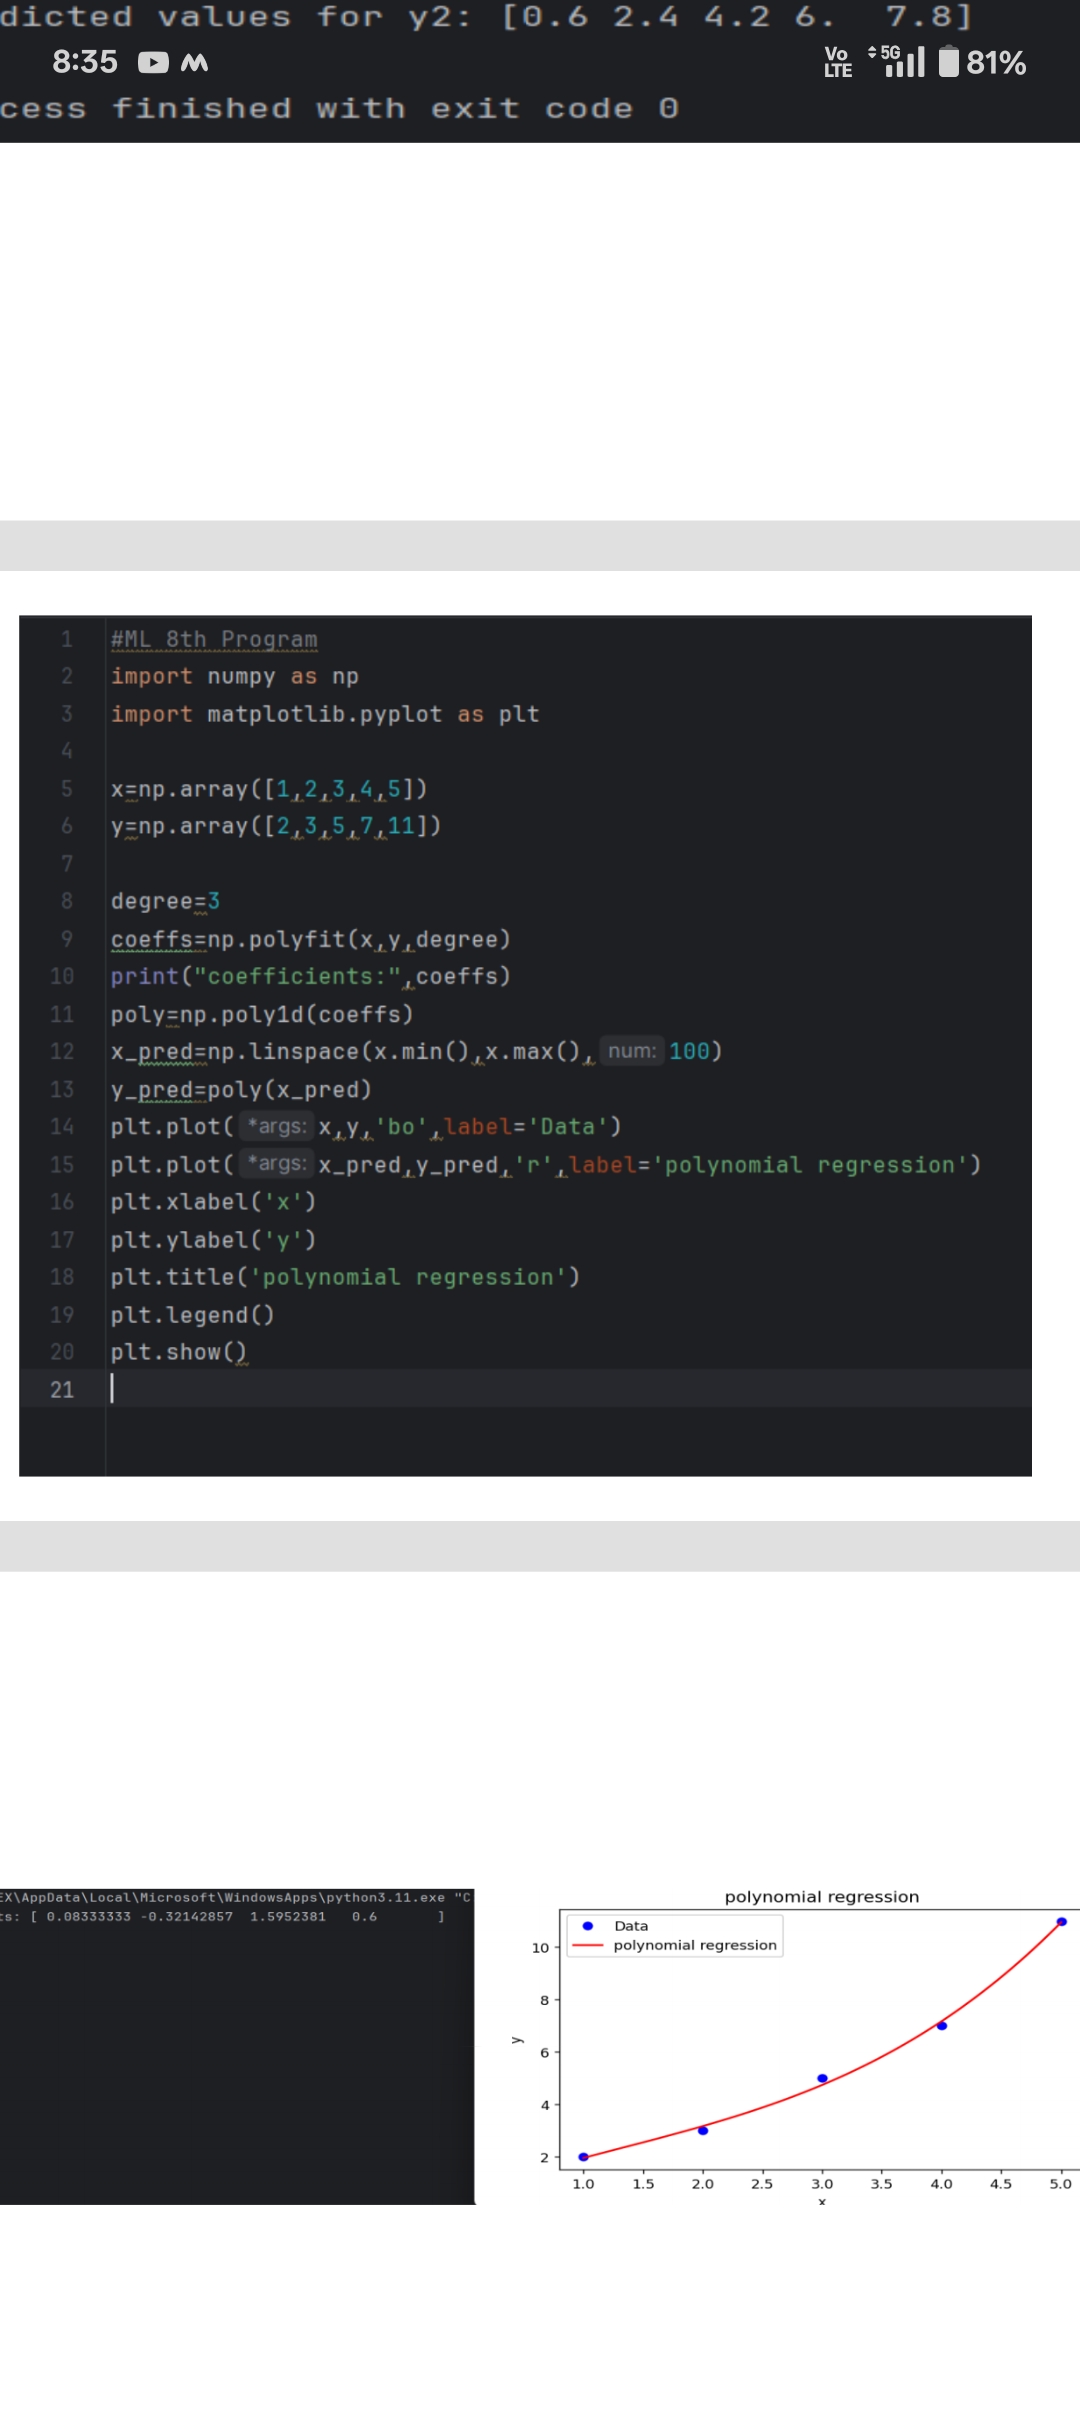 dicted values for y2: [0.6 2.4 4.2 6.  7.8]
8:35 Vo LTE 5G 81%
cess finished with exit code 0
1 #ML 8th Program
2 import numpy as np
3 import matplotlib.pyplot as plt
4
5 x=np.array([1,2,3,4,5])
6 y=np.array([2,3,5,7,11])
7
8 degree=3
9 coeffs=np.polyfit(x,y,degree)
10 print("coefficients:",coeffs)
11 poly=np.poly1d(coeffs)
12 x_pred=np.linspace(x.min(),x.max(), num: 100)
13 y_pred=poly(x_pred)
14 plt.plot( *args: x,y,'bo',label='Data')
15 plt.plot( *args: x_pred,y_pred,'r',label='polynomial regression')
16 plt.xlabel('x')
17 plt.ylabel('y')
18 plt.title('polynomial regression')
19 plt.legend()
20 plt.show()
21
EX\AppData\Local\Microsoft\WindowsApps\python3.11.exe "C
ts: [ 0.08333333 -0.32142857  1.5952381   0.6       ]
polynomial regression
Data
polynomial regression
10
8
6
4
2
y
1.0 1.5 2.0 2.5 3.0 3.5 4.0 4.5 5.0
x